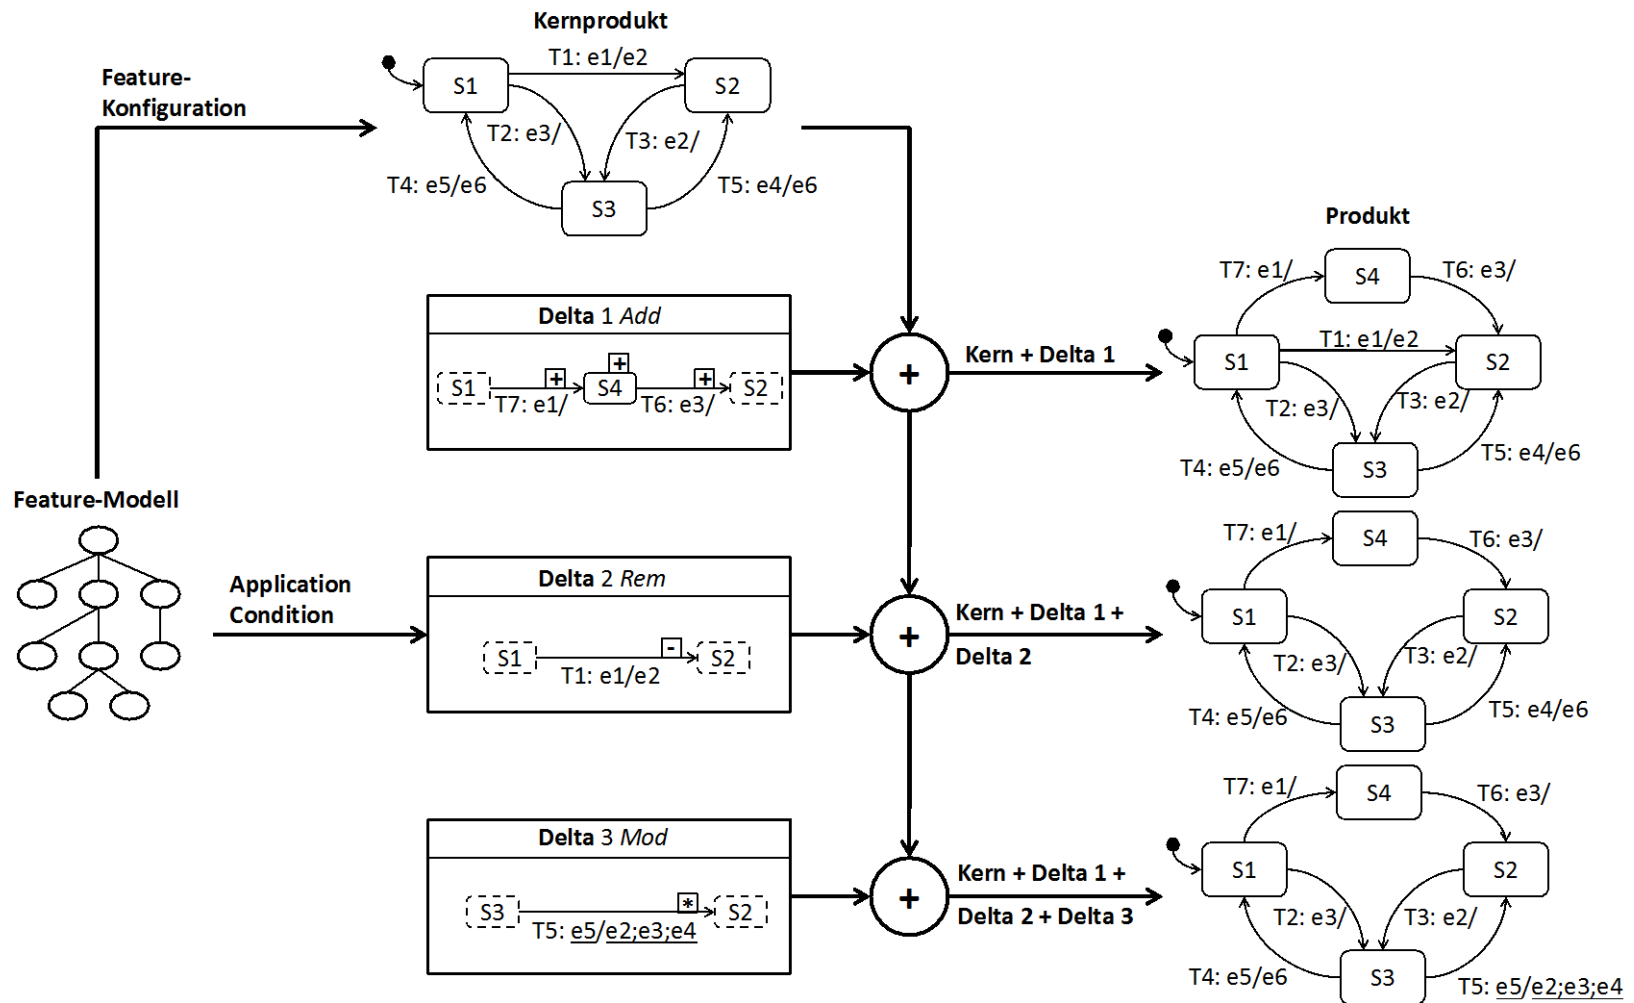 Kernprodukt
Feature-
Konfiguration
S1
T1: e1/e2
S2
T2: e3/
T3: e2/
T4: e5/e6
T5: e4/e6
S3
Delta 1 Add
S1
+
T7: e1/
+
S4
+
T6: e3/
S2
+
Kern + Delta 1
Produkt
T7: e1/
S4
T6: e3/
T1: e1/e2
S1
S2
T2: e3/
T3: e2/
T4: e5/e6
S3
T5: e4/e6
Feature-Modell
Application
Condition
Delta 2 Rem
S1
-
S2
T1: e1/e2
+
Kern + Delta 1 +
Delta 2
T7: e1/
S4
T6: e3/
S1
S2
T2: e3/
T3: e2/
T4: e5/e6
S3
T5: e4/e6
Delta 3 Mod
S3
*
S2
T5: e5/e2;e3;e4
+
Kern + Delta 1 +
Delta 2 + Delta 3
T7: e1/
S4
T6: e3/
S1
S2
T2: e3/
T3: e2/
T4: e5/e6
S3
T5: e5/e2;e3;e4